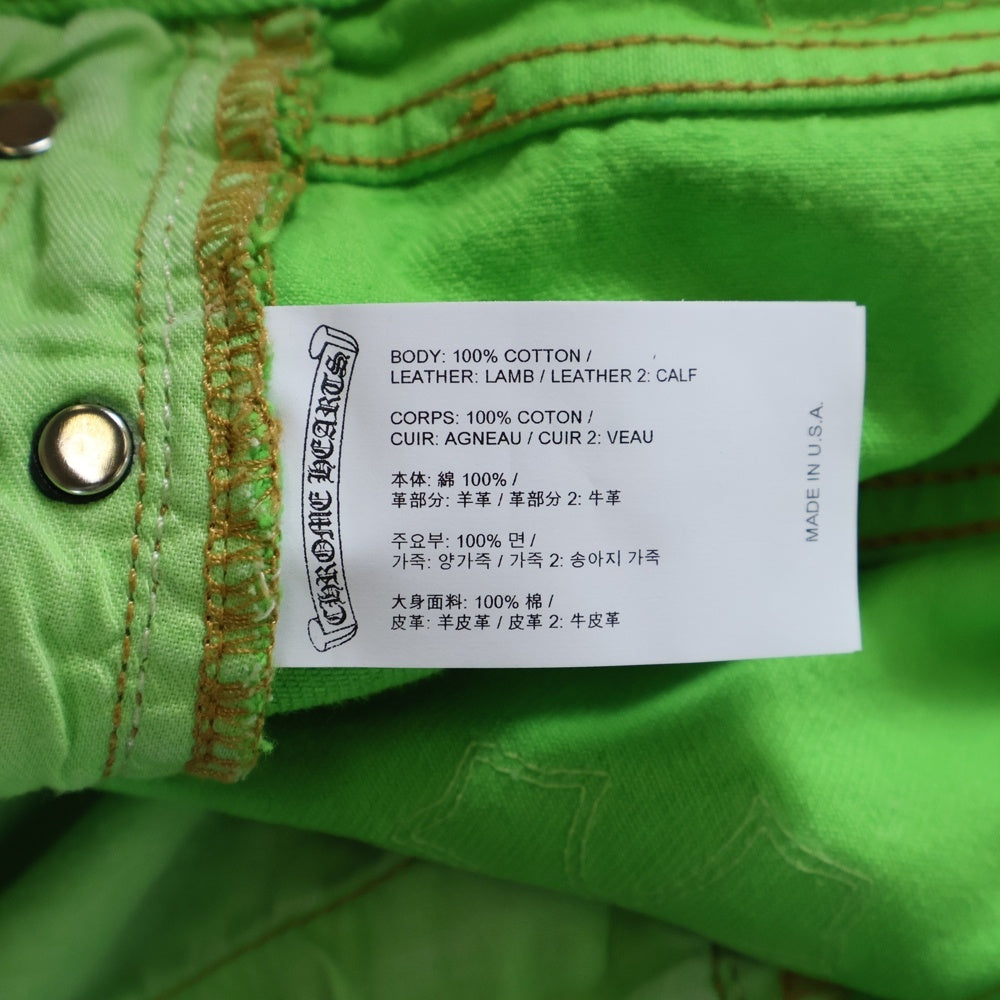 CHROME HEARTS
BODY: 100% COTTON /
LEATHER: LAMB / LEATHER 2: CALF
CORPS: 100% COTON /
CUIR: AGNEAU / CUIR 2: VEAU
本体: 綿 100% /
革部分: 羊革 / 革部分 2: 牛革
주요부: 100% 면 /
가죽: 양가죽 / 가죽 2: 송아지 가죽
大身面料: 100% 棉 /
皮革: 羊皮革 / 皮革 2: 牛皮革
MADE IN U.S.A.